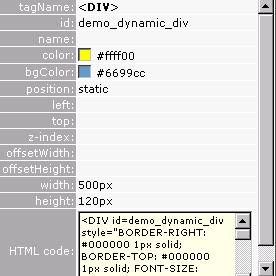 tagName: <DIV>
id: demo_dynamic_div
name:
color: #ffff00
bgColor: #6699cc
position: static
left:
top:
z-index:
offsetWidth:
offsetHeight:
width: 500px
height: 120px
HTML code: <DIV id=demo_dynamic_div
style="BORDER-RIGHT:
#000000 1px solid;
BORDER-TOP: #000000
1px solid; FONT-SIZE: